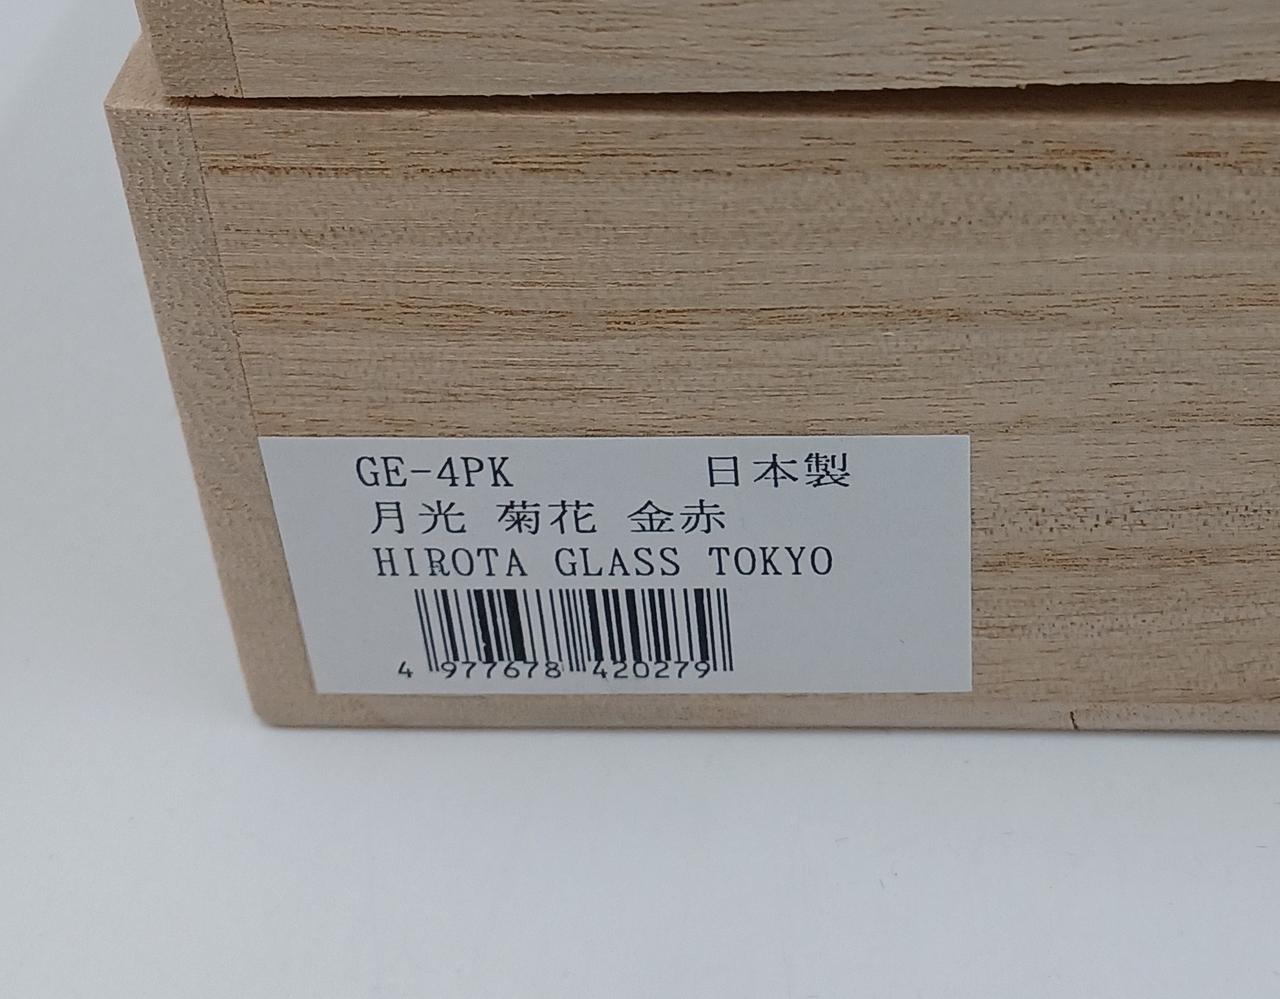 GE-4PK 日本製
月光 菊花 金赤
HIROTA GLASS TOKYO
4 977678 420279